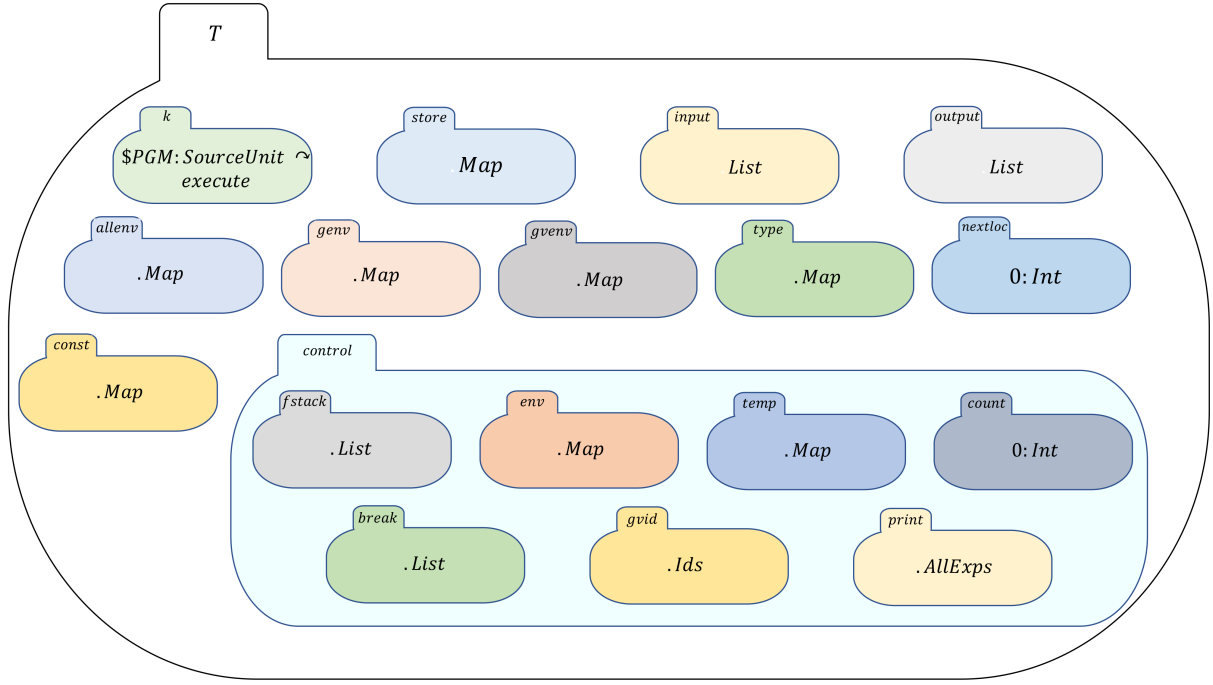 T
k
$PGM:SourceUnit ↷
execute
store
.Map
input
List
output
List
allenv
.Map
genv
.Map
gvenv
.Map
type
.Map
nextloc
0:Int
const
.Map
control
fstack
.List
env
.Map
temp
.Map
count
0:Int
break
.List
gvid
.Ids
print
.AllExps